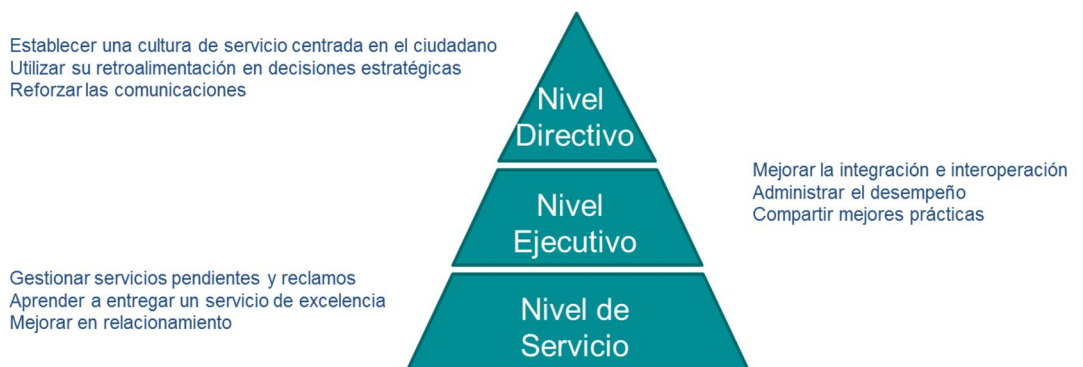 Establecer una cultura de servicio centrada en el ciudadano
Utilizar su retroalimentación en decisiones estratégicas
Reforzar las comunicaciones
Nivel
Directivo
Mejorar la integración e interoperación
Administrar el desempeño
Compartir mejores prácticas
Nivel
Ejecutivo
Gestionar servicios pendientes y reclamos
Aprender a entregar un servicio de excelencia
Mejorar en relacionamiento
Nivel de
Servicio